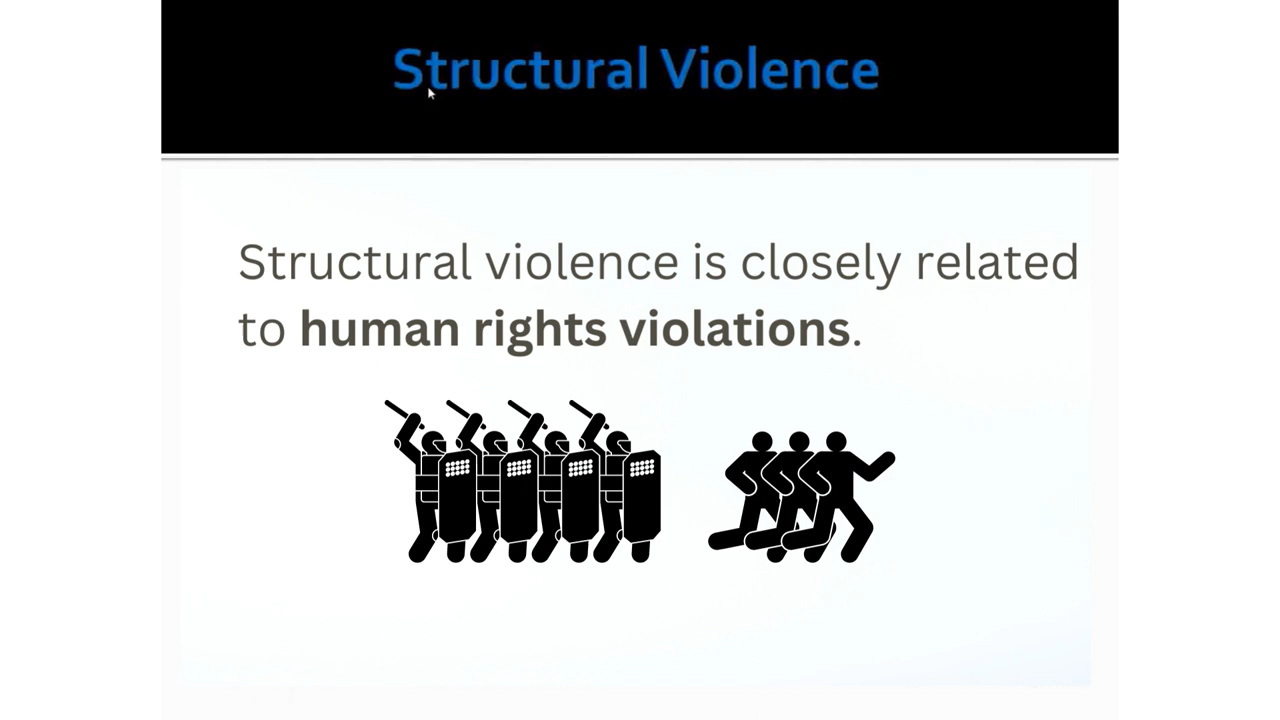 Structural Violence
Structural violence is closely related
to human rights violations.